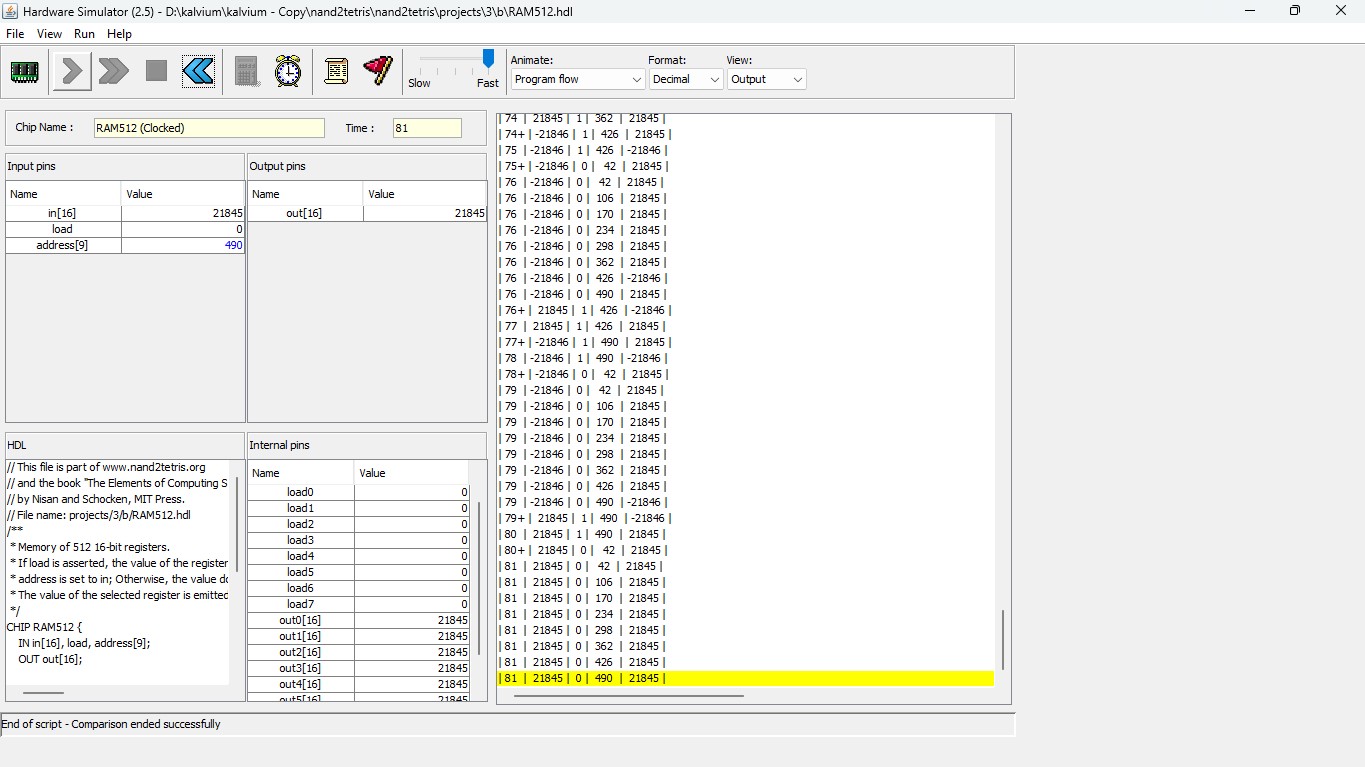 Hardware Simulator (2.5) - D:\kalvium\kalvium - Copy\nand2tetris\nand2tetris\projects\3\b\RAM512.hdl
File View Run Help
Slow Fast
Animate: Format: View:
Program flow Decimal Output
Chip Name : RAM512 (Clocked) Time : 81
Input pins
Name Value
in[16] 21845
load 0
address[9] 490
Output pins
Name Value
out[16] 21845
HDL
// This file is part of www.nand2tetris.org
// and the book "The Elements of Computing S
// by Nisan and Schocken, MIT Press.
// File name: projects/3/b/RAM512.hdl
/**
* Memory of 512 16-bit registers.
* If load is asserted, the value of the register
* address is set to in; Otherwise, the value do
* The value of the selected register is emitted
*/
CHIP RAM512 {
IN in[16], load, address[9];
OUT out[16];
Internal pins
Name Value
load0 0
load1 0
load2 0
load3 0
load4 0
load5 0
load6 0
load7 0
out0[16] 21845
out1[16] 21845
out2[16] 21845
out3[16] 21845
out4[16] 21845
out5[16] 21845
| 74 | 21845 | 1 | 362 | 21845 |
| 74+ | -21846 | 1 | 426 | 21845 |
| 75 | -21846 | 1 | 426 | -21846 |
| 75+ | -21846 | 0 | 42 | 21845 |
| 76 | -21846 | 0 | 42 | 21845 |
| 76 | -21846 | 0 | 106 | 21845 |
| 76 | -21846 | 0 | 170 | 21845 |
| 76 | -21846 | 0 | 234 | 21845 |
| 76 | -21846 | 0 | 298 | 21845 |
| 76 | -21846 | 0 | 362 | 21845 |
| 76 | -21846 | 0 | 426 | -21846 |
| 76 | -21846 | 0 | 490 | 21845 |
| 76+ | 21845 | 1 | 426 | -21846 |
| 77 | 21845 | 1 | 426 | 21845 |
| 77+ | -21846 | 1 | 490 | 21845 |
| 78 | -21846 | 1 | 490 | -21846 |
| 78+ | -21846 | 0 | 42 | 21845 |
| 79 | -21846 | 0 | 42 | 21845 |
| 79 | -21846 | 0 | 106 | 21845 |
| 79 | -21846 | 0 | 170 | 21845 |
| 79 | -21846 | 0 | 234 | 21845 |
| 79 | -21846 | 0 | 298 | 21845 |
| 79 | -21846 | 0 | 362 | 21845 |
| 79 | -21846 | 0 | 426 | 21845 |
| 79 | -21846 | 0 | 490 | -21846 |
| 79+ | 21845 | 1 | 490 | -21846 |
| 80 | 21845 | 1 | 490 | 21845 |
| 80+ | 21845 | 0 | 42 | 21845 |
| 81 | 21845 | 0 | 42 | 21845 |
| 81 | 21845 | 0 | 106 | 21845 |
| 81 | 21845 | 0 | 170 | 21845 |
| 81 | 21845 | 0 | 234 | 21845 |
| 81 | 21845 | 0 | 298 | 21845 |
| 81 | 21845 | 0 | 362 | 21845 |
| 81 | 21845 | 0 | 426 | 21845 |
| 81 | 21845 | 0 | 490 | 21845 |
End of script - Comparison ended successfully